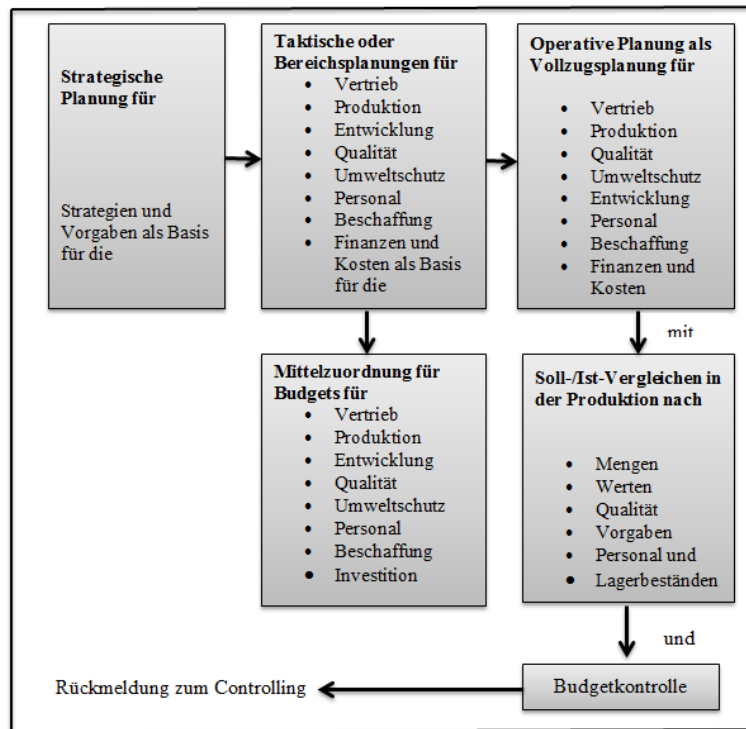 Strategische
Planung für
Strategien und
Vorgaben als Basis
für die
Taktische oder
Bereichsplanungen für
• Vertrieb
• Produktion
• Entwicklung
• Qualität
• Umweltschutz
• Personal
• Beschaffung
• Finanzen und
Kosten als Basis
für die
Operative Planung als
Vollzugsplanung für
• Vertrieb
• Produktion
• Qualität
• Umweltschutz
• Entwicklung
• Personal
• Beschaffung
• Finanzen und
Kosten
mit
Mittelzuordnung für
Budgets für
• Vertrieb
• Produktion
• Entwicklung
• Qualität
• Umweltschutz
• Personal
• Beschaffung
• Investition
Soll-/Ist-Vergleichen in
der Produktion nach
• Mengen
• Werten
• Qualität
• Vorgaben
• Personal und
• Lagerbeständen
und
Budgetkontrolle
Rückmeldung zum Controlling